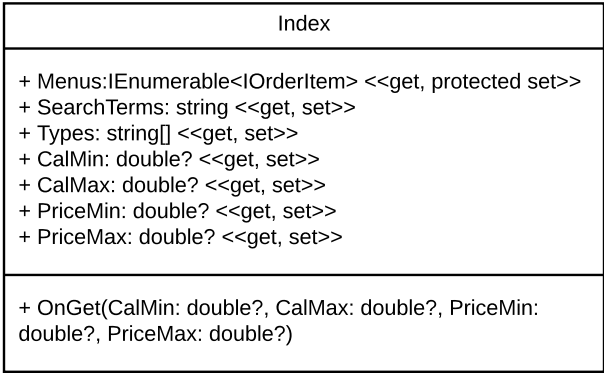 Index
+ Menus:IEnumerable<IOrderItem> <<get, protected set>>
+ SearchTerms: string <<get, set>>
+ Types: string[] <<get, set>>
+ CalMin: double? <<get, set>>
+ CalMax: double? <<get, set>>
+ PriceMin: double? <<get, set>>
+ PriceMax: double? <<get, set>>
+ OnGet(CalMin: double?, CalMax: double?, PriceMin:
double?, PriceMax: double?)